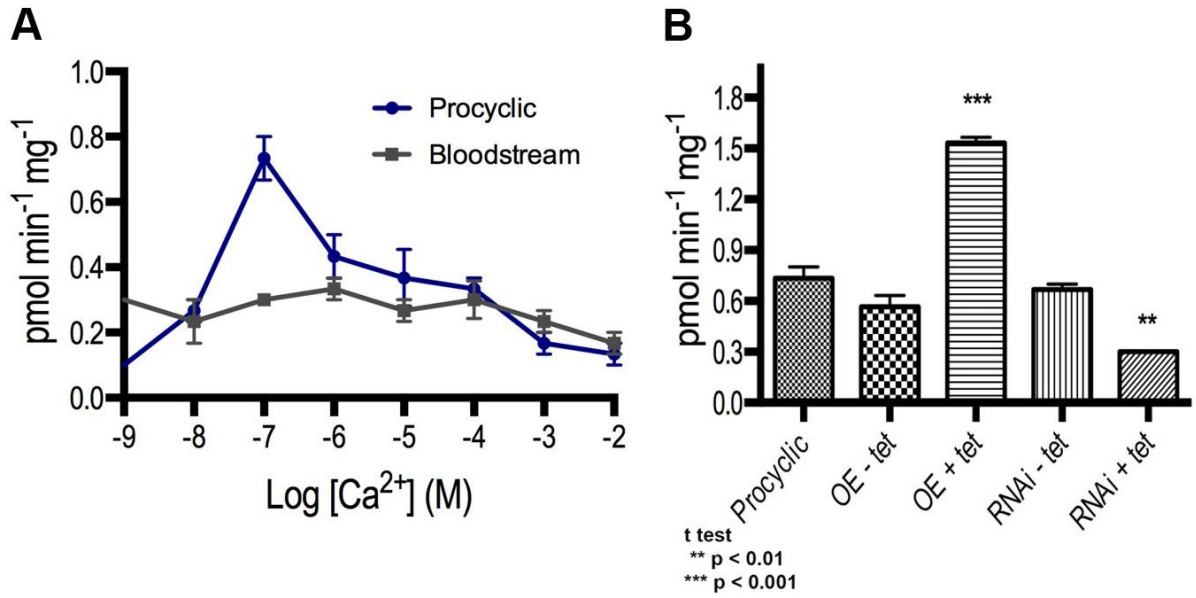 A
pmol min⁻¹ mg⁻¹
1.0
0.8
0.6
0.4
0.2
0.0
Procyclic
Bloodstream
-9 -8 -7 -6 -5 -4 -3 -2
Log [Ca²⁺] (M)
B
pmol min⁻¹ mg⁻¹
1.8
1.5
1.2
0.9
0.6
0.3
0.0
***
**
Procyclic
OE - tet
OE + tet
RNAi - tet
RNAi + tet
t test
** p < 0.01
*** p < 0.001